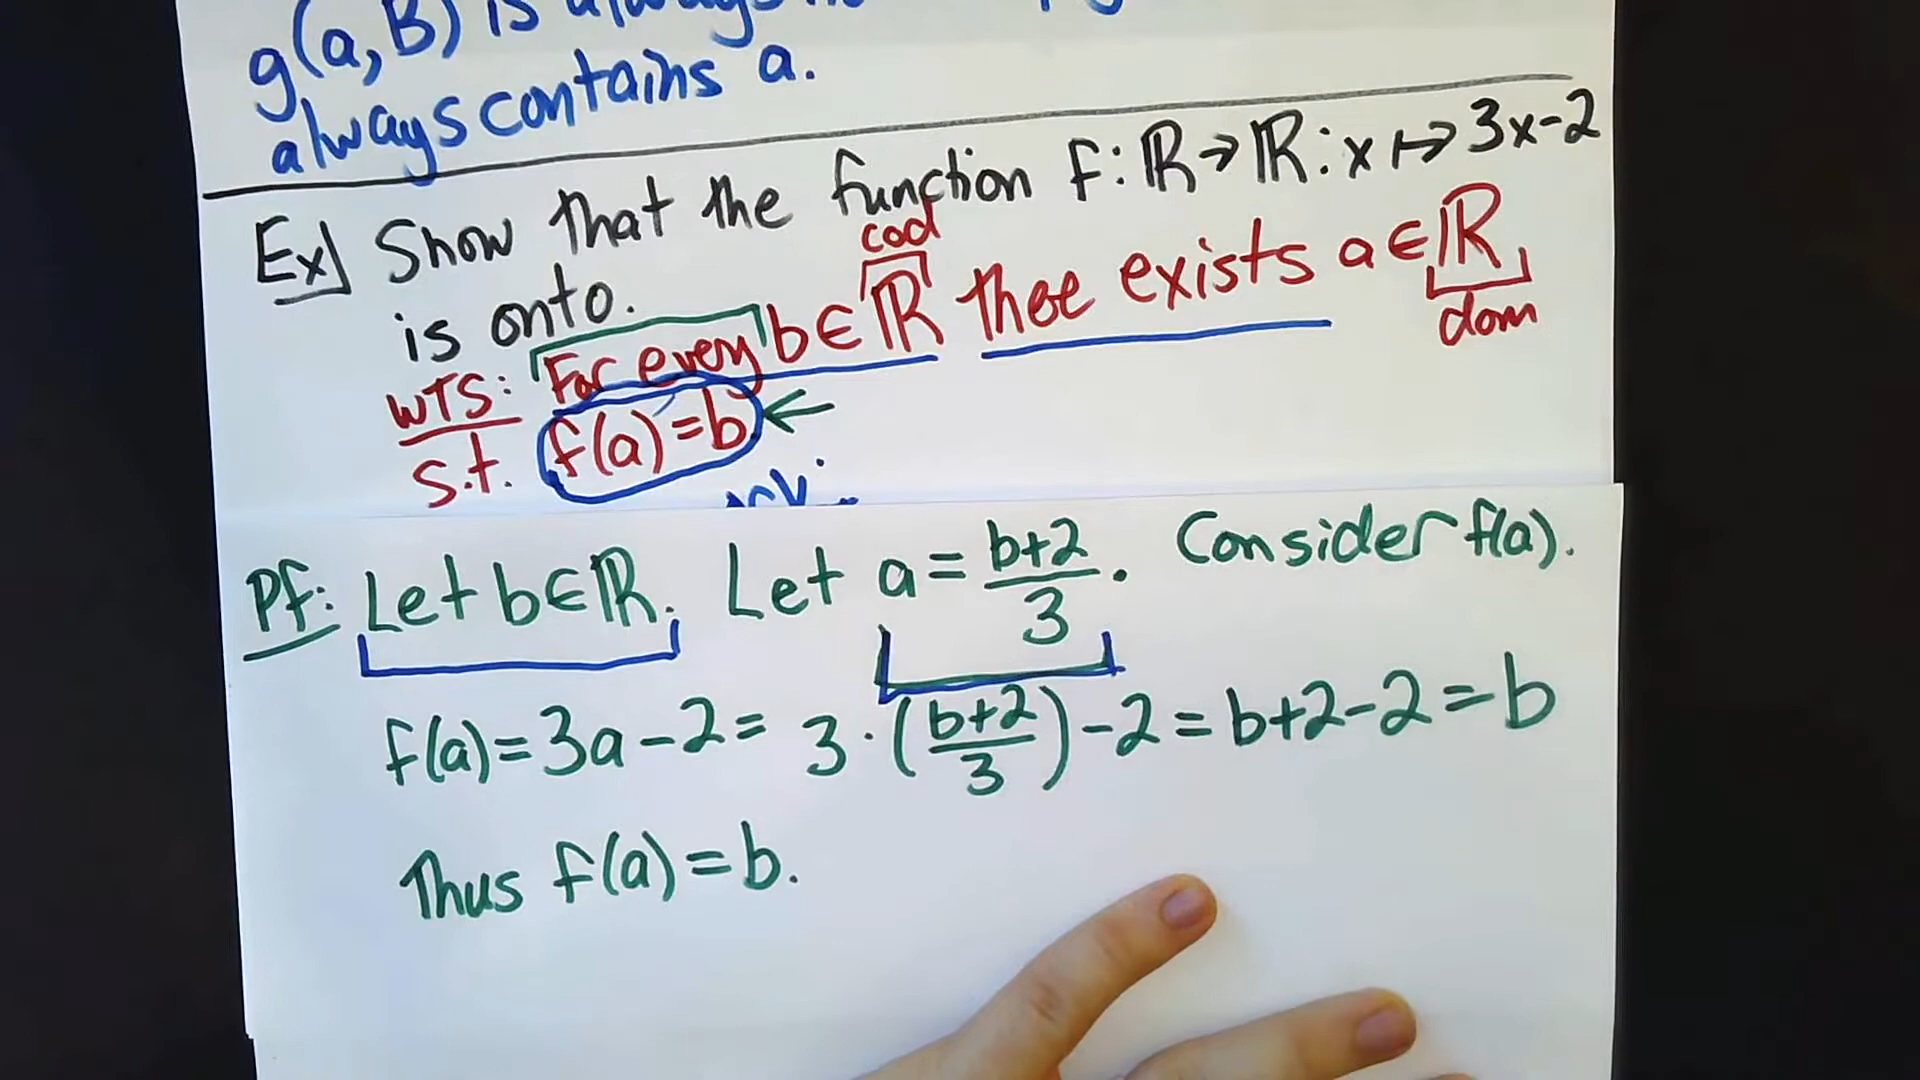 g(a,B) is always
always contains a.
Ex] Show that the function f: ℝ→ℝ: x ↦ 3x-2
is onto.
cod
WTS: For every b∈ℝ thee exists a∈ℝ
dom
s.t. f(a)=b ←
Pf: Let b∈ℝ. Let a = (b+2)/3. Consider f(a).
f(a)=3a-2= 3·((b+2)/3)-2=b+2-2=b
Thus f(a)=b.